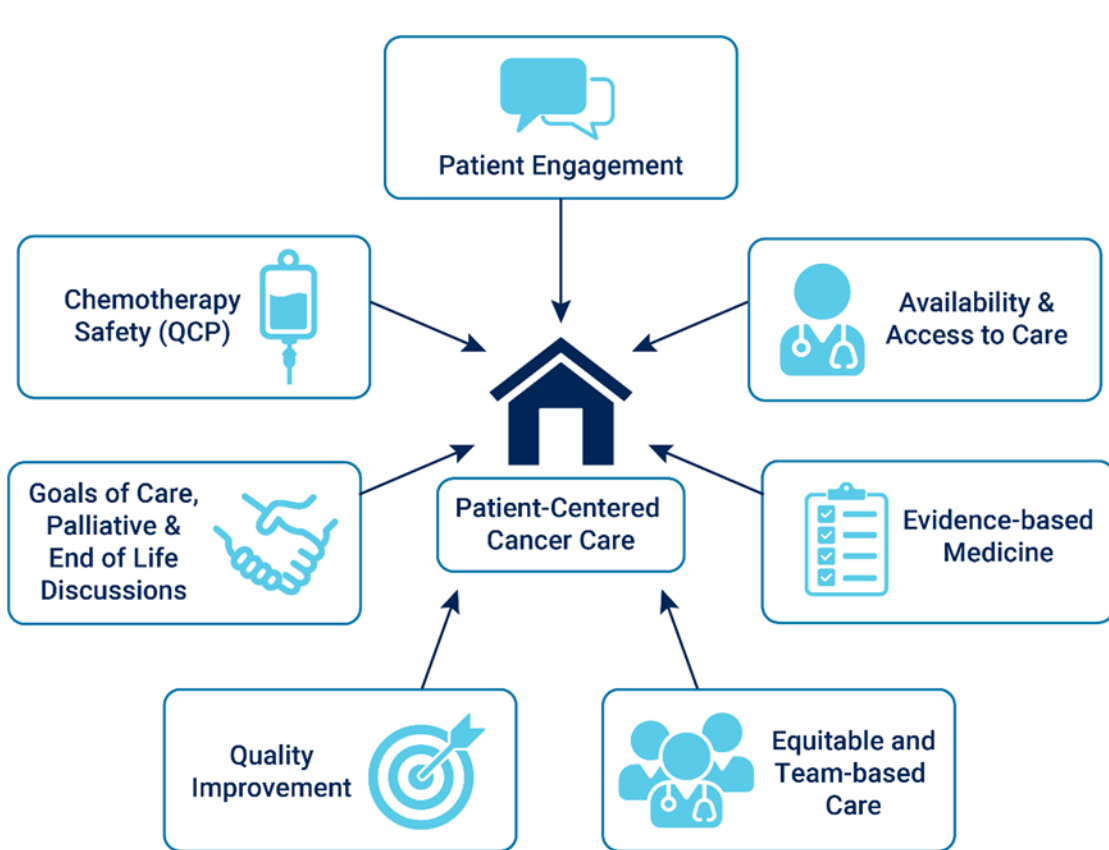 Patient Engagement
Chemotherapy
Safety (QCP)
Availability &
Access to Care
Goals of Care,
Palliative &
End of Life
Discussions
Patient-Centered
Cancer Care
Evidence-based
Medicine
Quality
Improvement
Equitable and
Team-based
Care